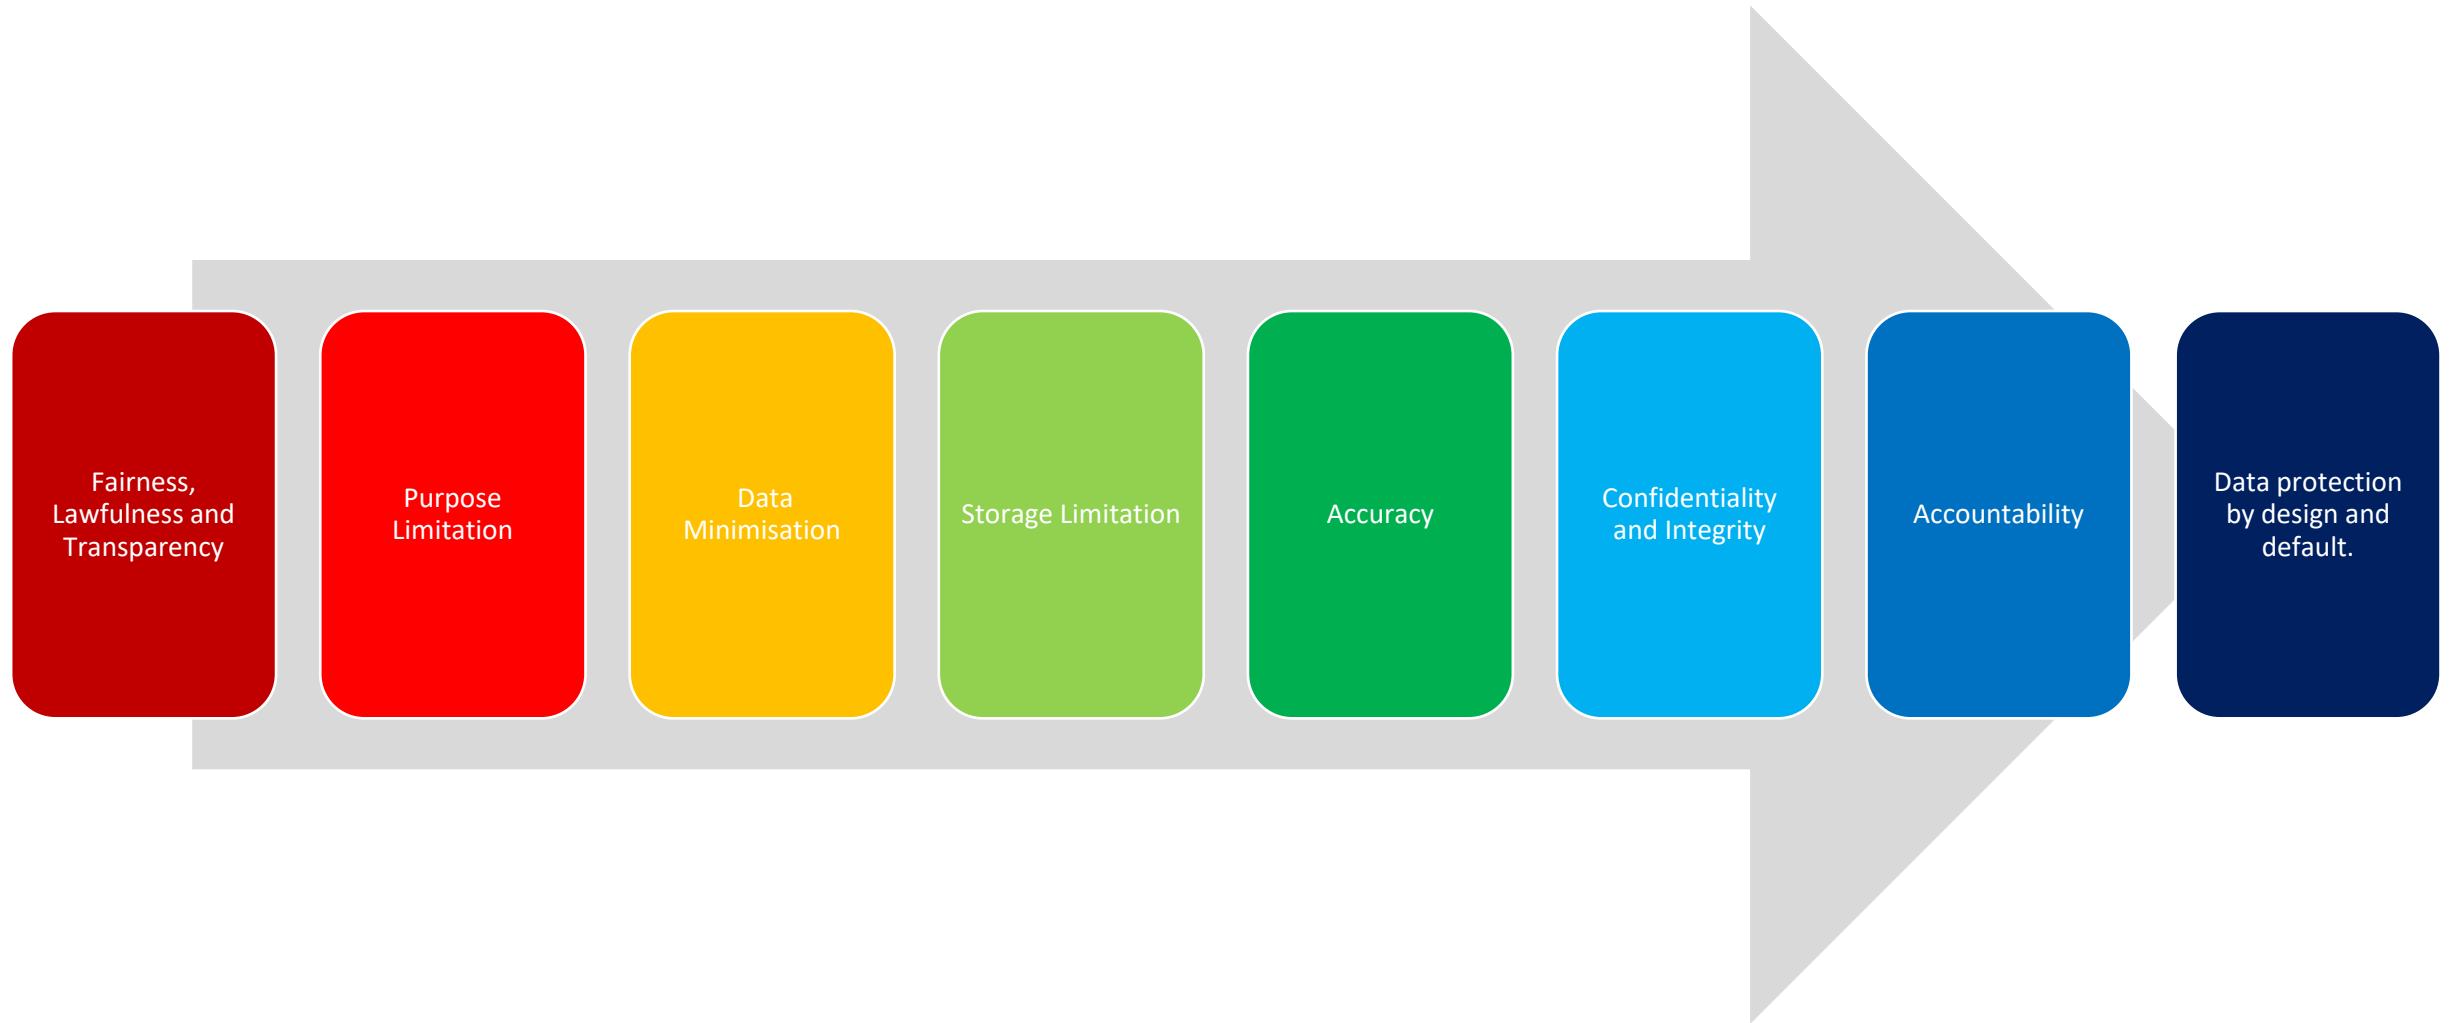 Fairness,
Lawfulness and
Transparency
Purpose
Limitation
Data
Minimisation
Storage Limitation
Accuracy
Confidentiality
and Integrity
Accountability
Data protection
by design and
default.